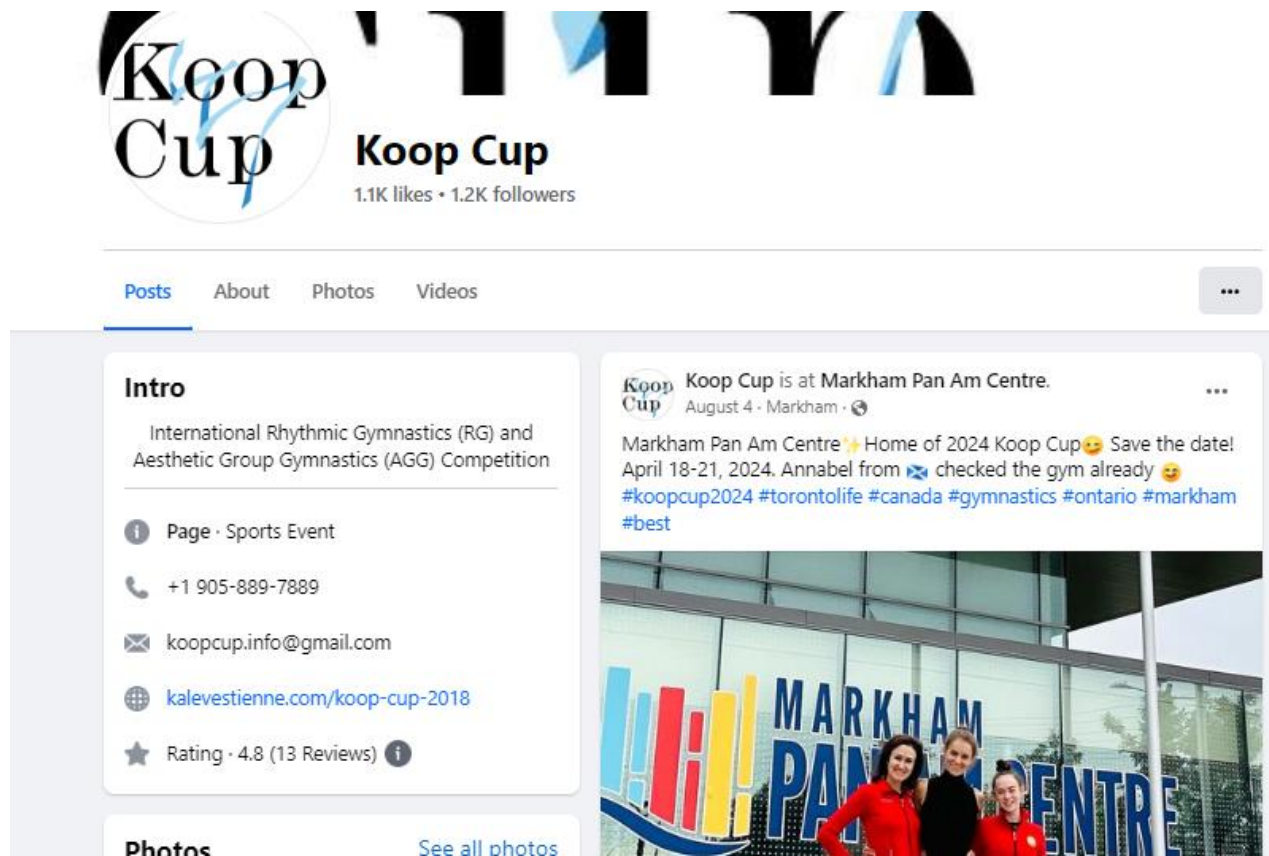 Koop
Cup
Koop Cup
1.1K likes • 1.2K followers
Posts
About
Photos
Videos
Intro
International Rhythmic Gymnastics (RG) and
Aesthetic Group Gymnastics (AGG) Competition
Page · Sports Event
+1 905-889-7889
koopcup.info@gmail.com
kalevestienne.com/koop-cup-2018
Rating · 4.8 (13 Reviews)
Photos
See all photos
Koop
Cup
Koop Cup is at Markham Pan Am Centre.
August 4 · Markham ·
Markham Pan Am Centre✨Home of 2024 Koop Cup😉 Save the date!
April 18-21, 2024. Annabel from 🏴󠁧󠁢󠁳󠁣󠁴󠁿 checked the gym already 😄
#koopcup2024 #torontolife #canada #gymnastics #ontario #markham
#best
MARKHAM
PAN CENTRE